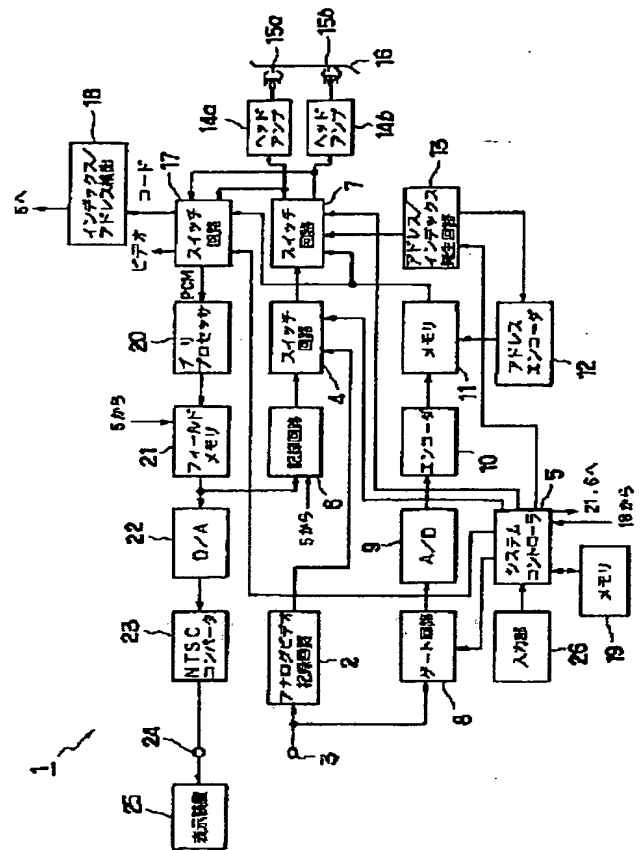 1
25
表示装置
24
23
NTSC
コンバータ
22
D/A
21
フィールド
メモリ
5から
20
プリ
プロセッサ
PCM
17
スイッチ
回路
ビデオ
コード
18
インデックス/
アドレス検出
5へ
14a
ヘッド
アンプ
15a
14b
ヘッド
アンプ
15b
16
3
2
アナログビデオ
記録回路
6
記録回路
5から
4
スイッチ
回路
7
スイッチ
回路
8
ゲート回路
9
A/D
10
エンコーダ
11
メモリ
13
アドレス/
インデックス
発生回路
12
アドレス
エンコーダ
26
入力部
5
システム
コントローラ
21.6へ
18から
19
メモリ